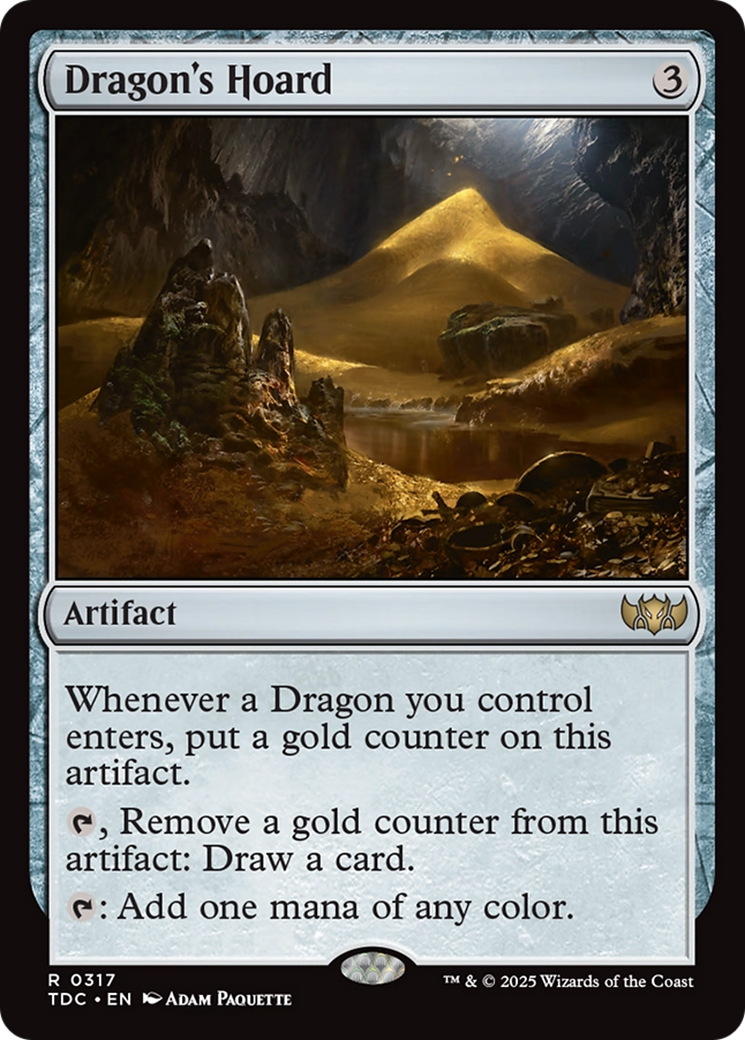 Dragon's Hoard 3
Artifact
Whenever a Dragon you control
enters, put a gold counter on this
artifact.
, Remove a gold counter from this
artifact: Draw a card.
: Add one mana of any color.
R 0317
TDC • EN Adam Paquette
™ & © 2025 Wizards of the Coast